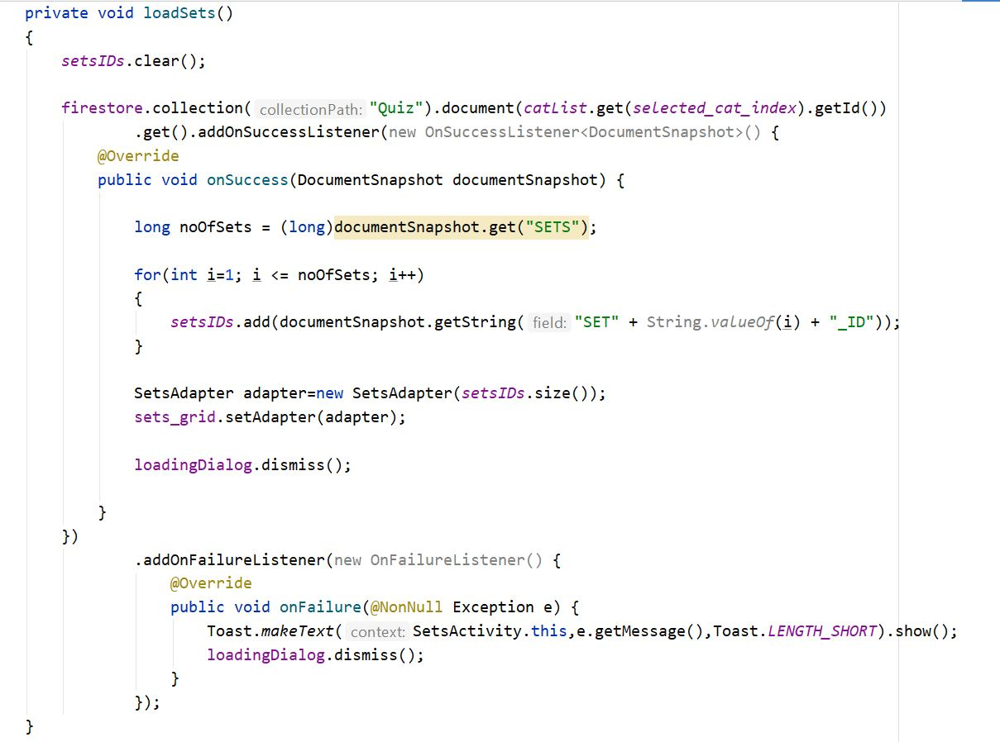 private void loadSets()
{
setsIDs.clear();
firestore.collection( collectionPath: "Quiz").document(catList.get(selected_cat_index).getId())
.get().addOnSuccessListener(new OnSuccessListener<DocumentSnapshot>() {
@Override
public void onSuccess(DocumentSnapshot documentSnapshot) {
long noOfSets = (long)documentSnapshot.get("SETS");
for(int i=1; i <= noOfSets; i++)
{
setsIDs.add(documentSnapshot.getString( field: "SET" + String.valueOf(i) + "_ID"));
}
SetsAdapter adapter=new SetsAdapter(setsIDs.size());
sets_grid.setAdapter(adapter);
loadingDialog.dismiss();
}
})
.addOnFailureListener(new OnFailureListener() {
@Override
public void onFailure(@NonNull Exception e) {
Toast.makeText( context: SetsActivity.this,e.getMessage(),Toast.LENGTH_SHORT).show();
loadingDialog.dismiss();
}
});
}